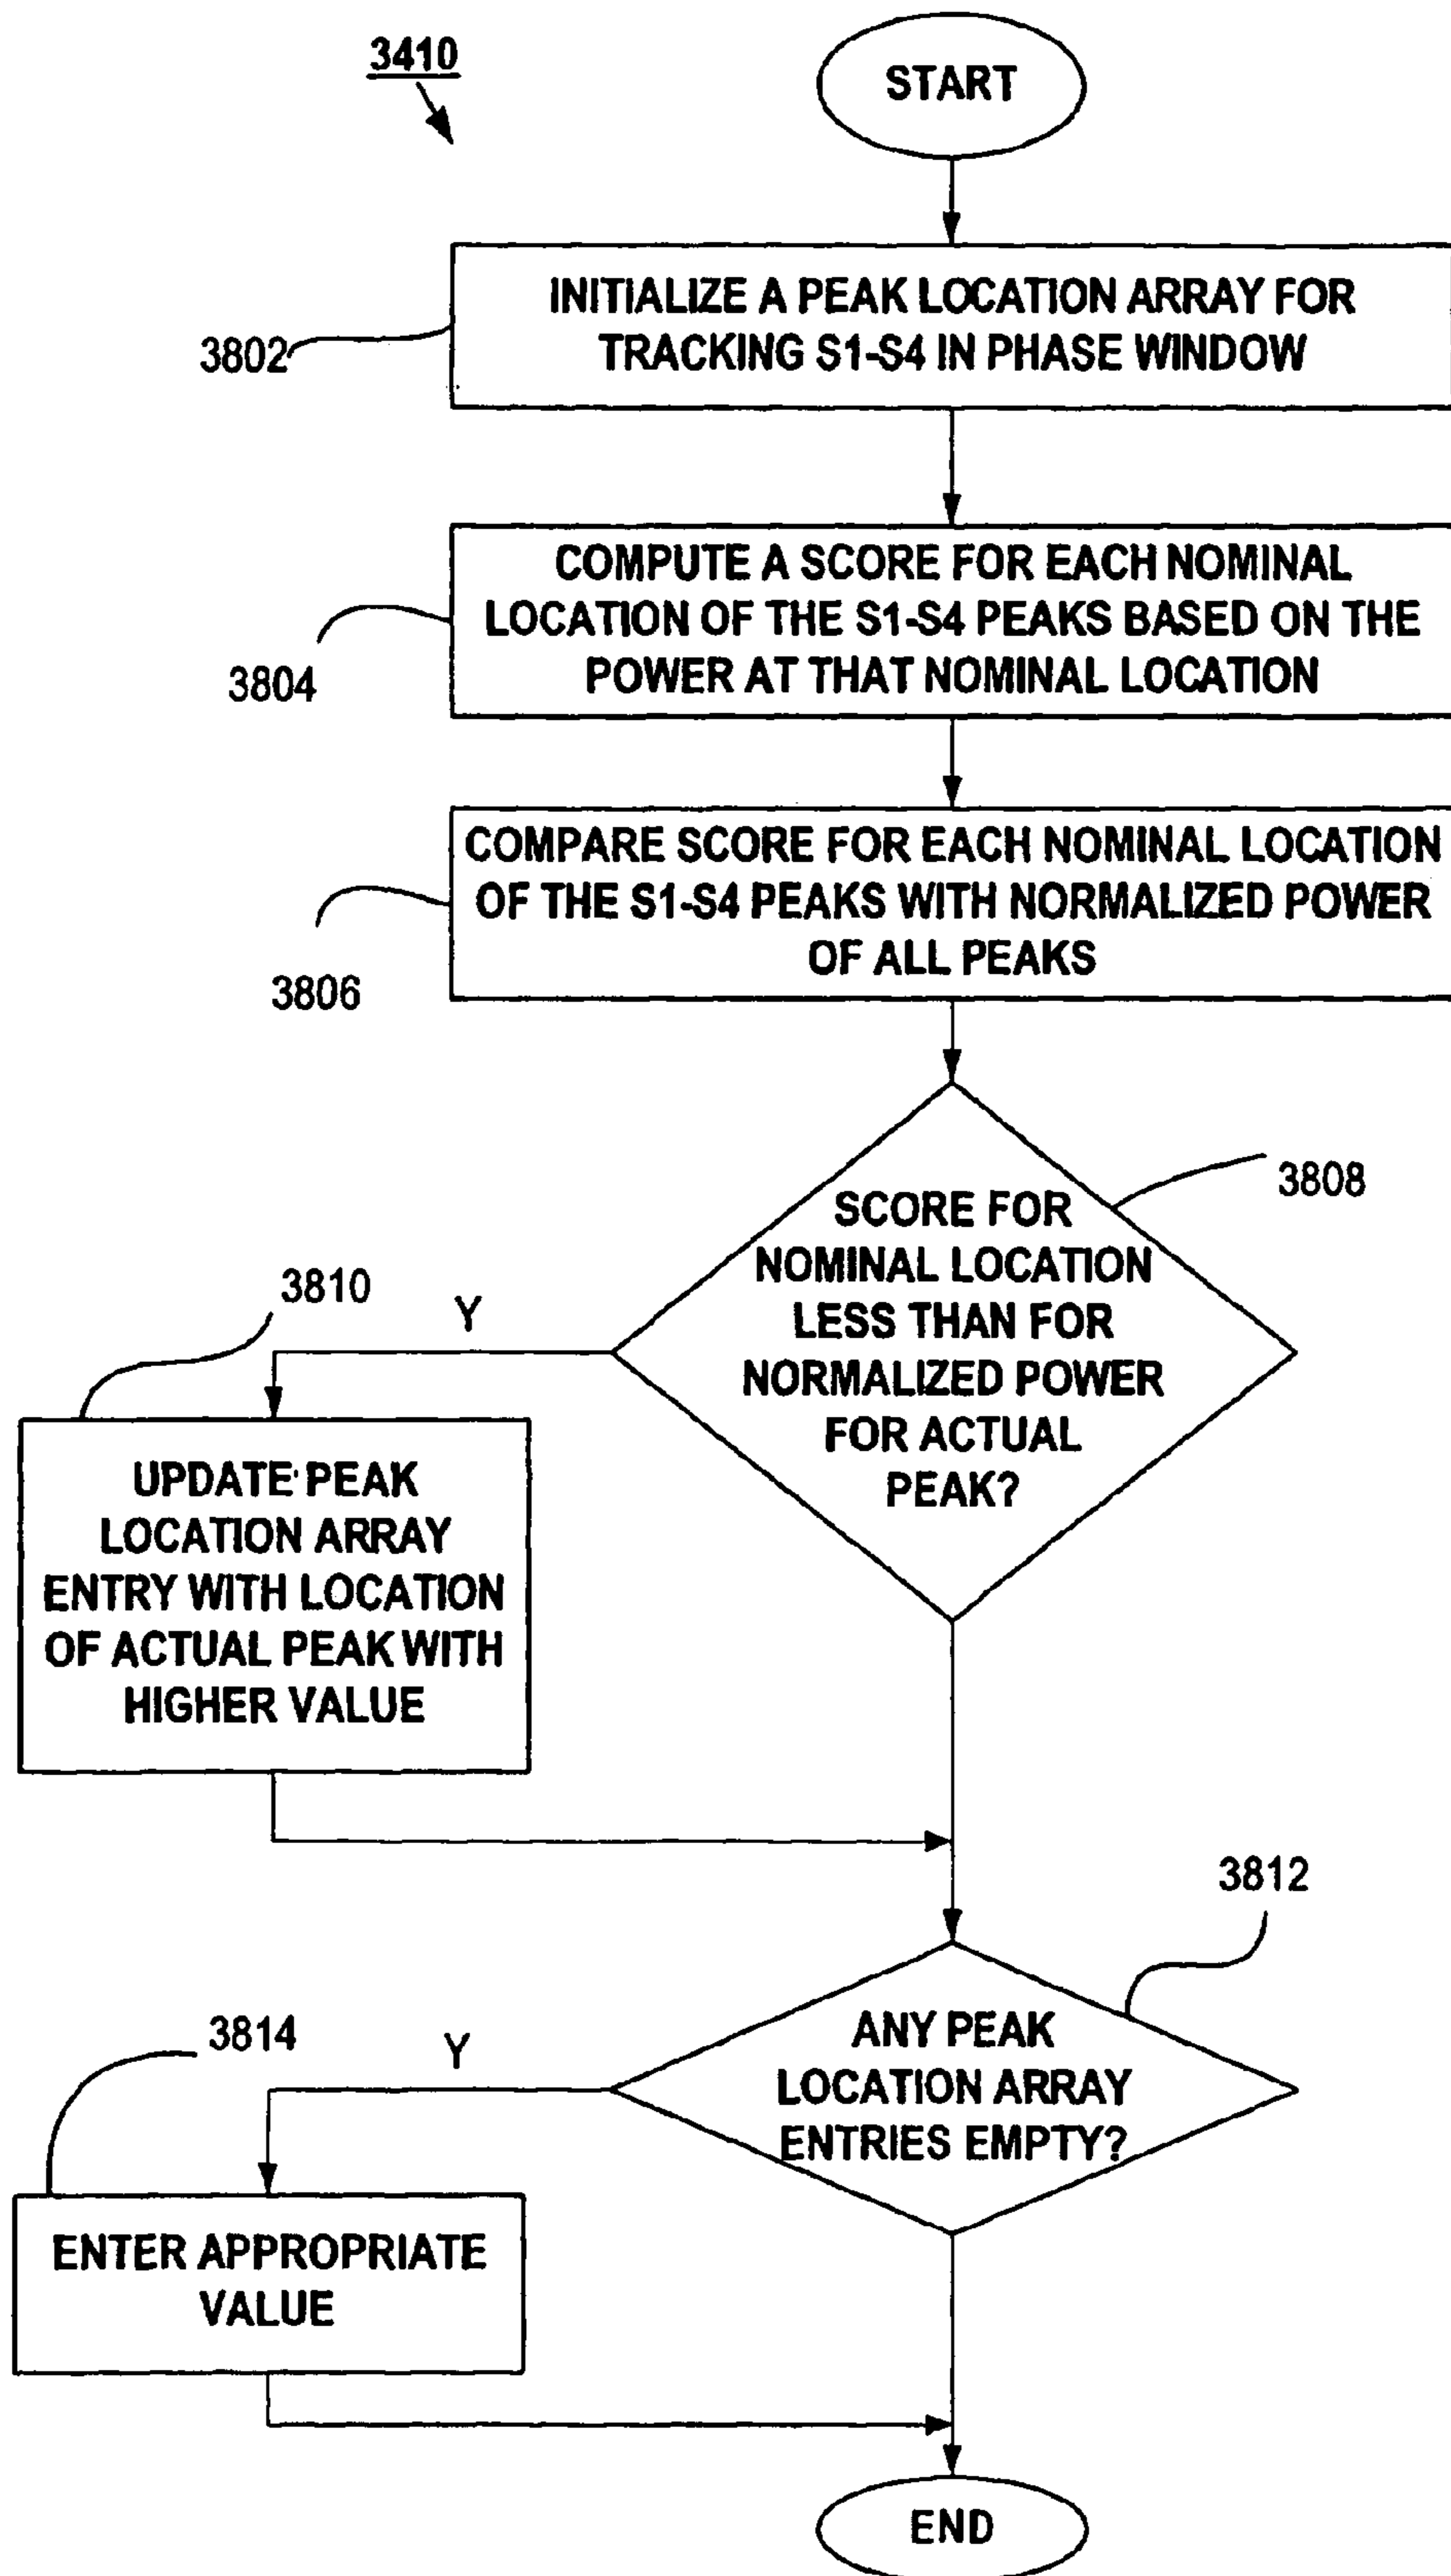 3410
START
INITIALIZE A PEAK LOCATION ARRAY FOR
TRACKING S1-S4 IN PHASE WINDOW
3802
COMPUTE A SCORE FOR EACH NOMINAL
LOCATION OF THE S1-S4 PEAKS BASED ON THE
POWER AT THAT NOMINAL LOCATION
3804
COMPARE SCORE FOR EACH NOMINAL LOCATION
OF THE S1-S4 PEAKS WITH NORMALIZED POWER
OF ALL PEAKS
3806
SCORE FOR
NOMINAL LOCATION
LESS THAN FOR
NORMALIZED POWER
FOR ACTUAL
PEAK?
3808
Y
3810
UPDATE PEAK
LOCATION ARRAY
ENTRY WITH LOCATION
OF ACTUAL PEAK WITH
HIGHER VALUE
3812
ANY PEAK
LOCATION ARRAY
ENTRIES EMPTY?
Y
3814
ENTER APPROPRIATE
VALUE
END